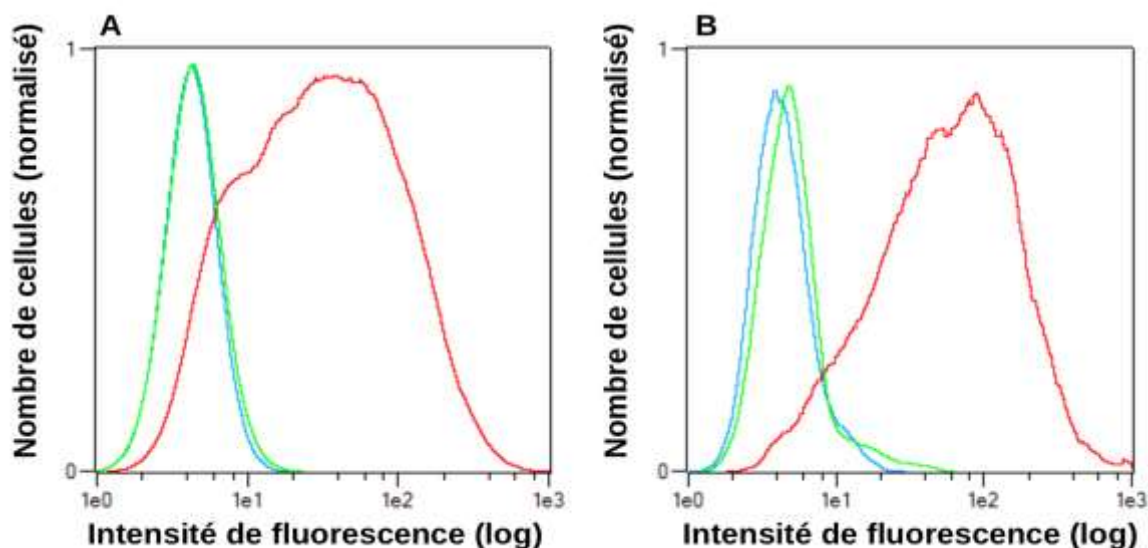 A
Nombre de cellules (normalisé)
1
0
1e0 1e1 1e2 1e3
Intensité de fluorescence (log)
B
Nombre de cellules (normalisé)
1
0
1e0 1e1 1e2 1e3
Intensité de fluorescence (log)